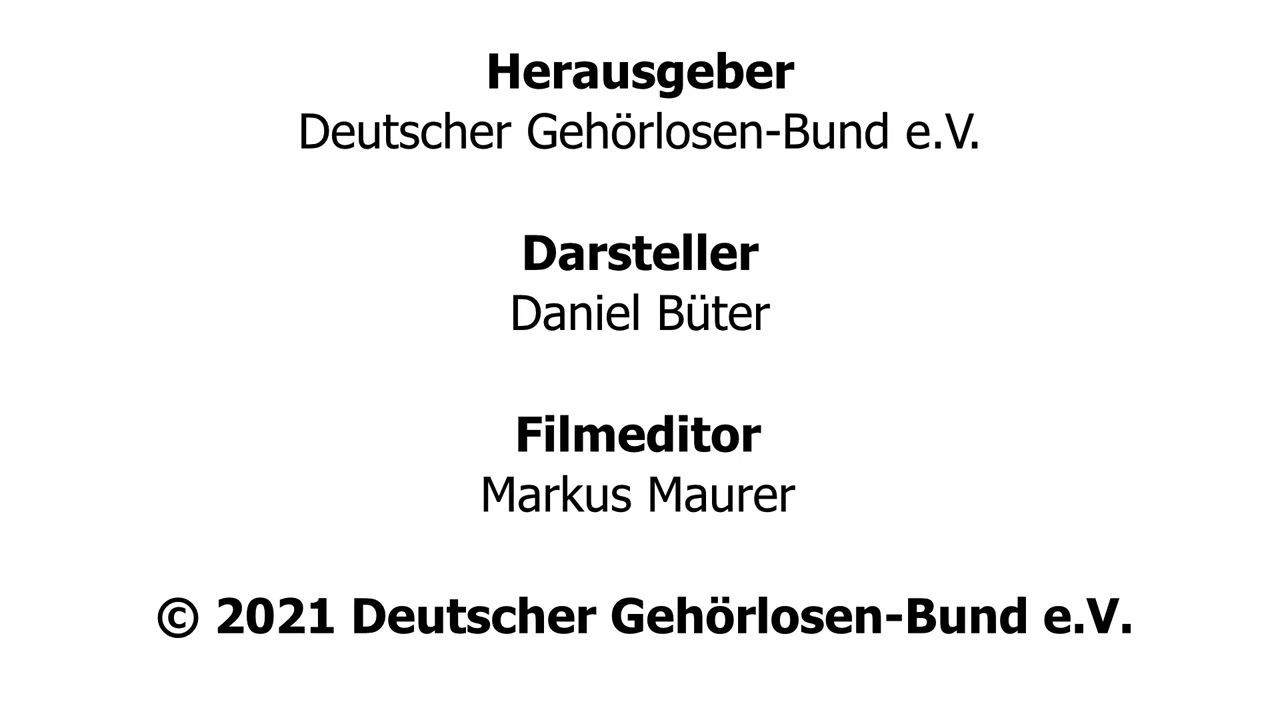 Herausgeber
Deutscher Gehörlosen-Bund e.V.
Darsteller
Daniel Büter
Filmeditor
Markus Maurer
© 2021 Deutscher Gehörlosen-Bund e.V.